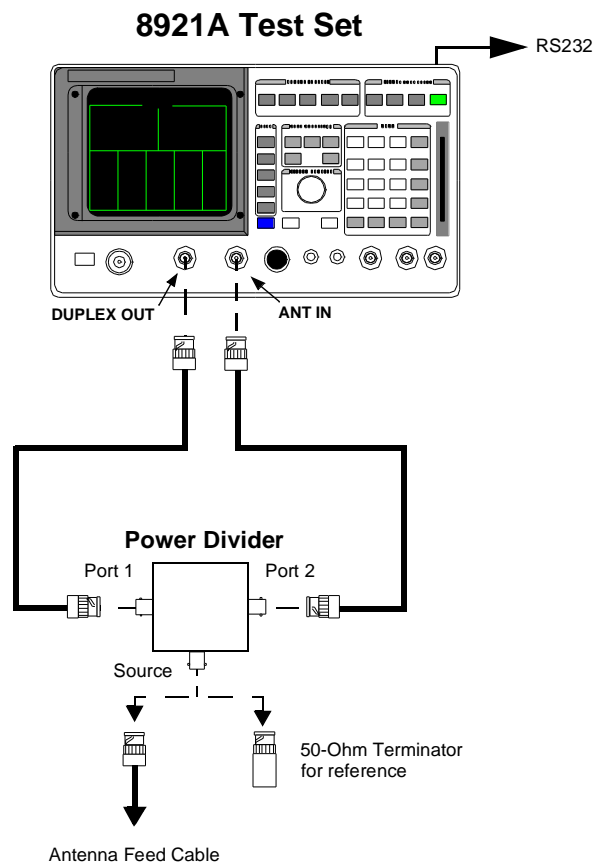 8921A Test Set
RS232
DUPLEX OUT
ANT IN
Power Divider
Port 1
Port 2
Source
50-Ohm Terminator
for reference
Antenna Feed Cable